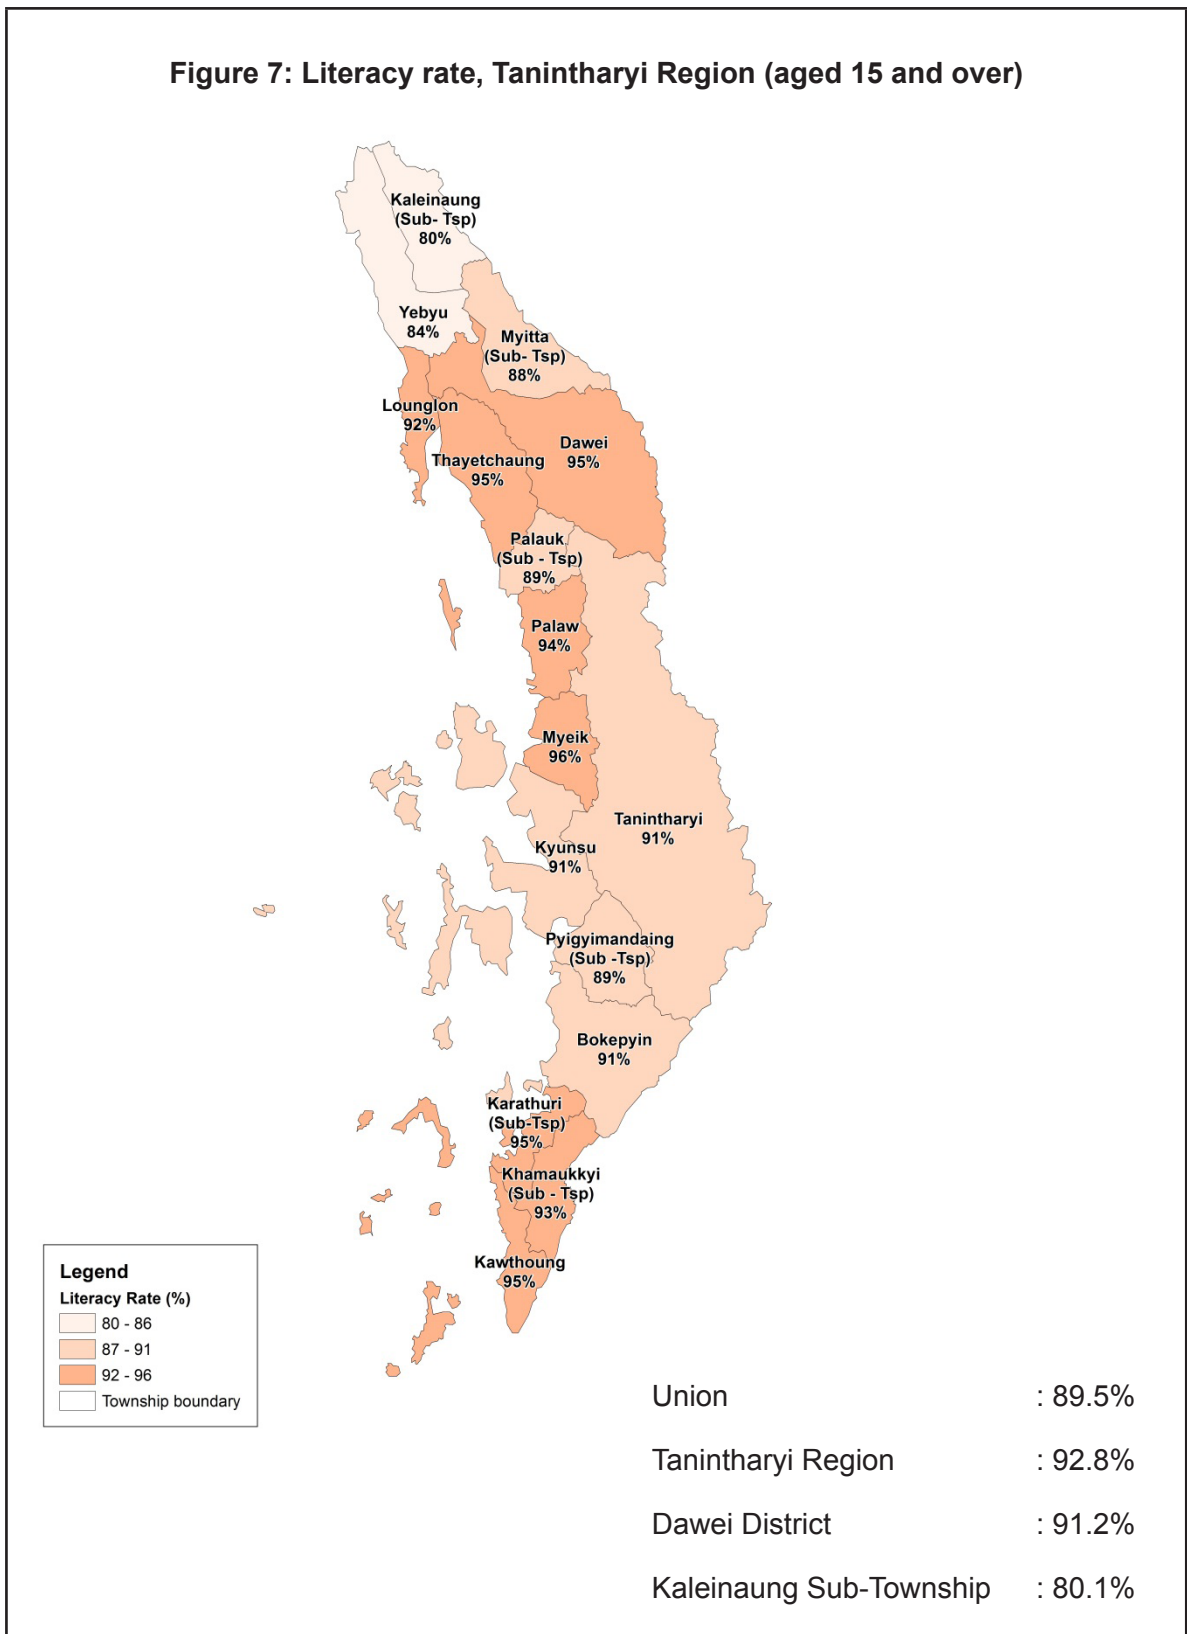 Figure 7: Literacy rate, Tanintharyi Region (aged 15 and over)
Kaleinaung
(Sub- Tsp)
80%
Yebyu
84%
Myitta
(Sub- Tsp)
88%
Lounglon
92%
Dawei
95%
Thayetchaung
95%
Palauk
(Sub - Tsp)
89%
Palaw
94%
Myeik
96%
Tanintharyi
91%
Kyunsu
91%
Pyigyimandaing
(Sub -Tsp)
89%
Bokepyin
91%
Karathuri
(Sub-Tsp)
95%
Khamaukkyi
(Sub - Tsp)
93%
Kawthoung
95%
Legend
Literacy Rate (%)
80 - 86
87 - 91
92 - 96
Township boundary
Union : 89.5%
Tanintharyi Region : 92.8%
Dawei District : 91.2%
Kaleinaung Sub-Township : 80.1%